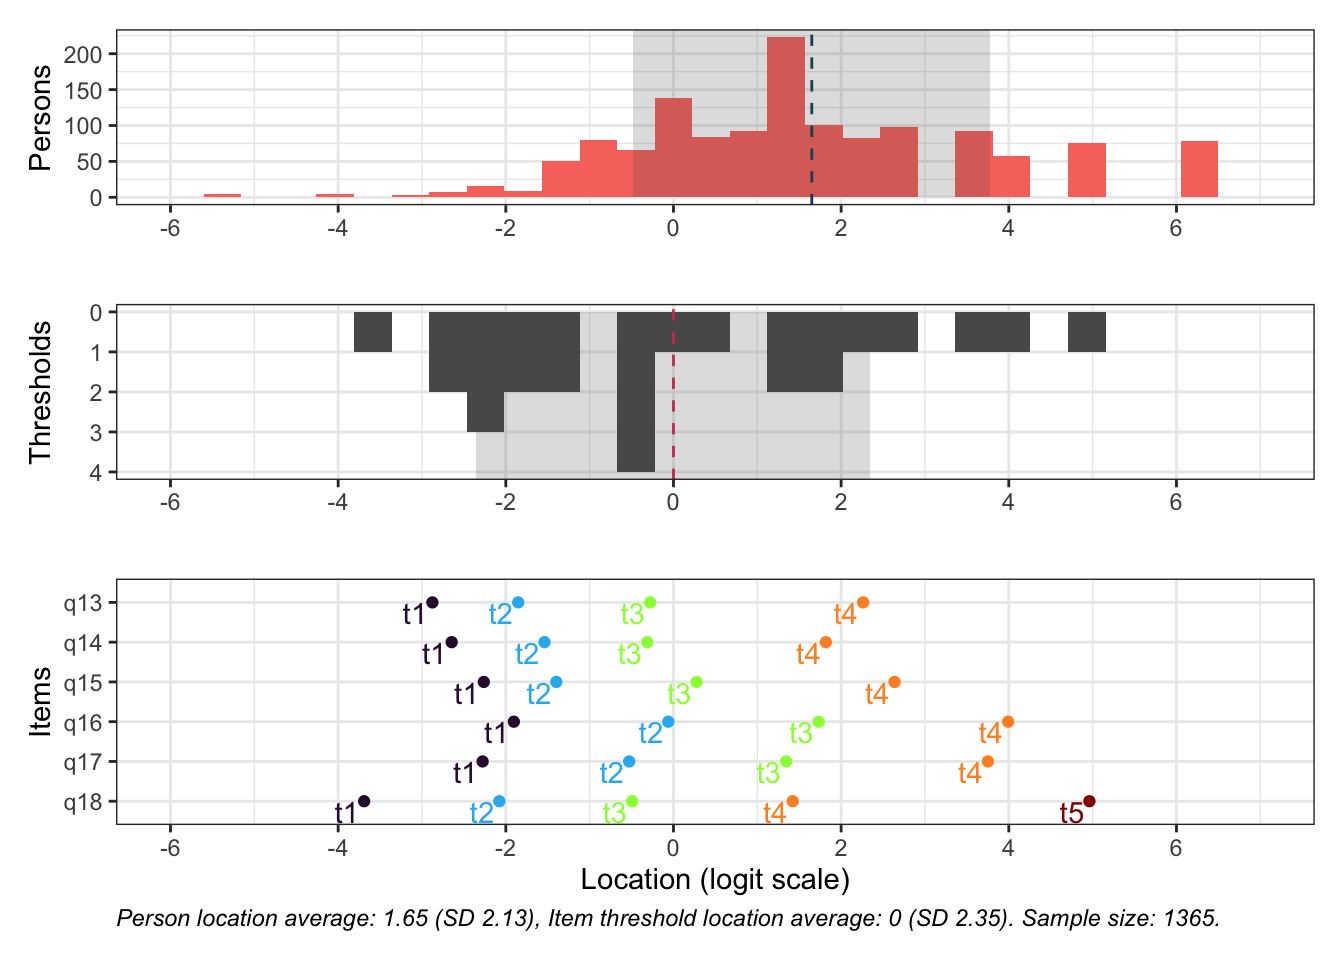 Persons
200
150
100
50
0
-6 -4 -2 0 2 4 6
Thresholds
0
1
2
3
4
-6 -4 -2 0 2 4 6
Items
q13 t1 t2 t3 t4
q14 t1 t2 t3 t4
q15 t1 t2 t3 t4
q16 t1 t2 t3 t4
q17 t1 t2 t3 t4
q18 t1 t2 t3 t4 t5
-6 -4 -2 0 2 4 6
Location (logit scale)
Person location average: 1.65 (SD 2.13), Item threshold location average: 0 (SD 2.35). Sample size: 1365.